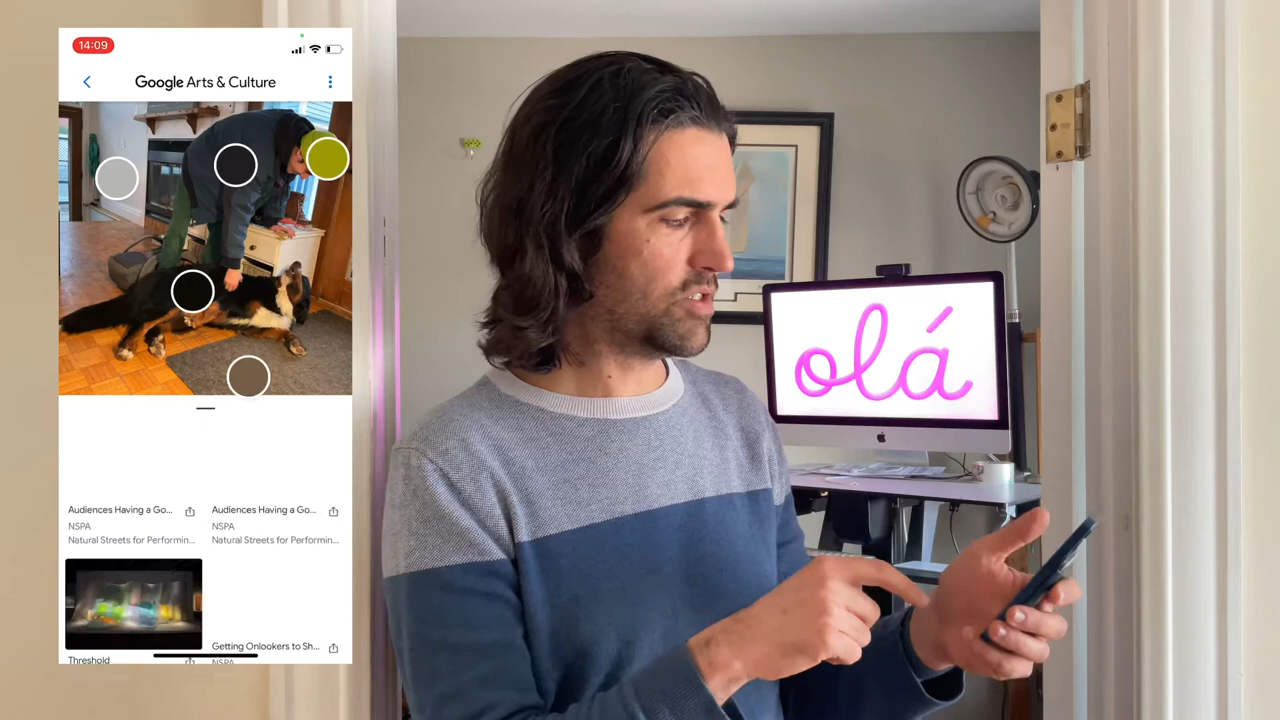 14:09
Google Arts & Culture
Audiences Having a Go...
NSPA
Natural Streets for Performin...
Audiences Having a Go...
NSPA
Natural Streets for Performin...
Threshold
Getting Onlookers to Sh...
NSPA
olá